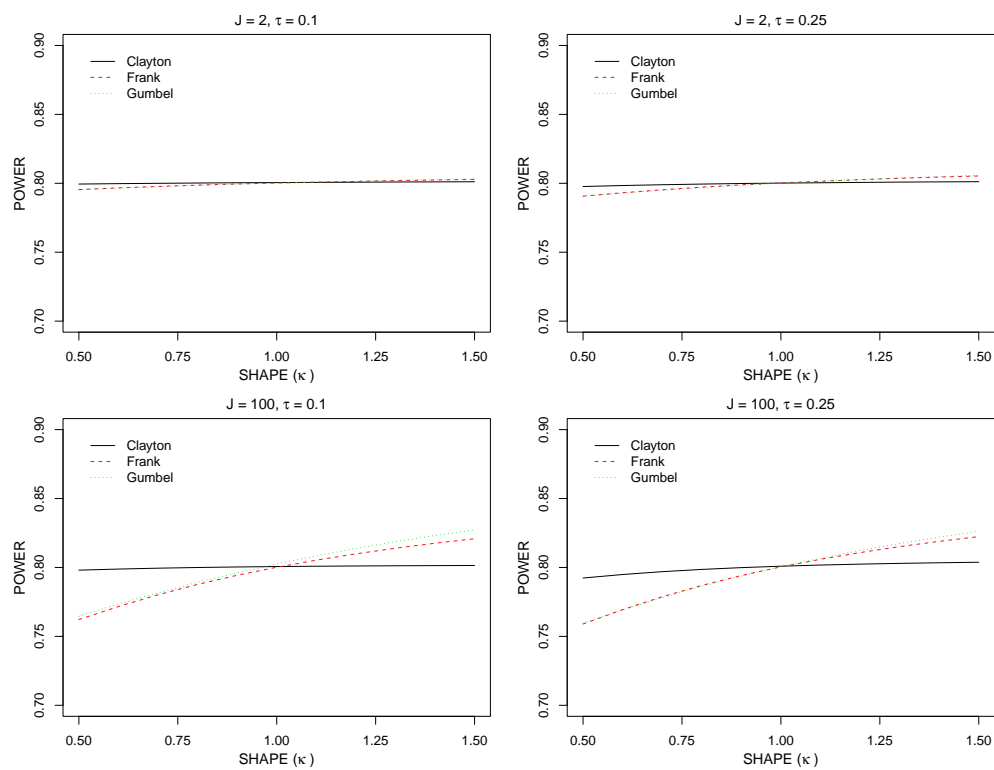 J = 2, τ = 0.1
0.90
0.85
0.80
0.75
0.70
POWER
Clayton
Frank
Gumbel
0.50 0.75 1.00 1.25 1.50
SHAPE (κ )
J = 2, τ = 0.25
0.90
0.85
0.80
0.75
0.70
POWER
Clayton
Frank
Gumbel
0.50 0.75 1.00 1.25 1.50
SHAPE (κ )
J = 100, τ = 0.1
0.90
0.85
0.80
0.75
0.70
POWER
Clayton
Frank
Gumbel
0.50 0.75 1.00 1.25 1.50
SHAPE (κ )
J = 100, τ = 0.25
0.90
0.85
0.80
0.75
0.70
POWER
Clayton
Frank
Gumbel
0.50 0.75 1.00 1.25 1.50
SHAPE (κ )